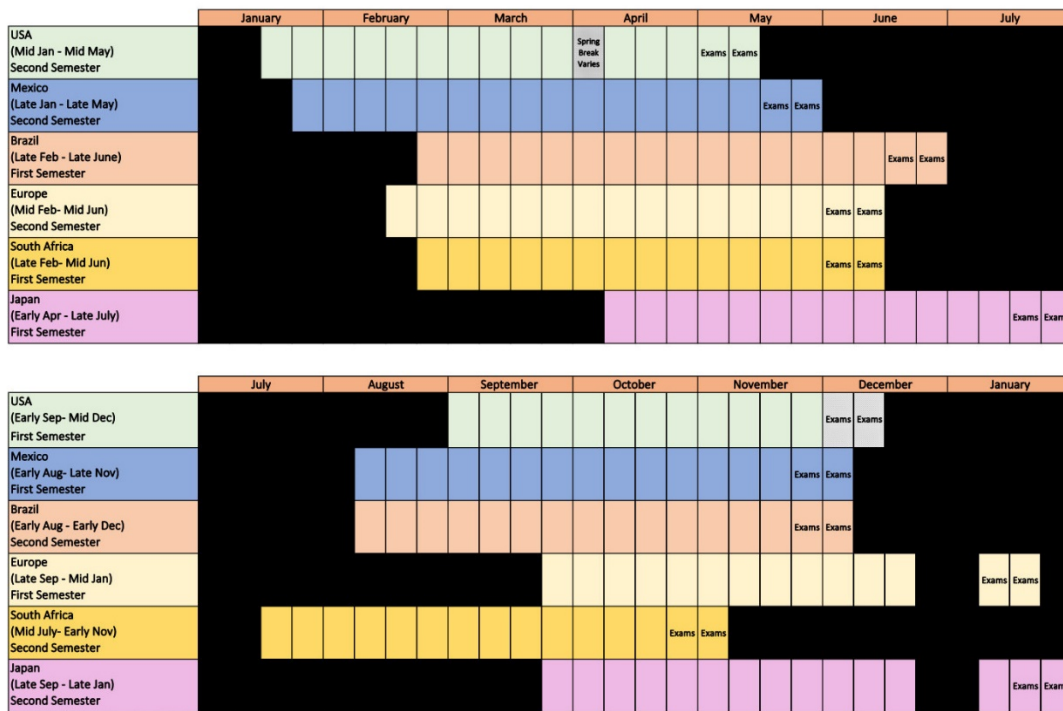 January February March April May June July
USA
(Mid Jan - Mid May)
Second Semester
Spring
Break
Varies
Exams Exams
Mexico
(Late Jan - Late May)
Second Semester
Exams Exams
Brazil
(Late Feb - Late June)
First Semester
Exams Exams
Europe
(Mid Feb- Mid Jun)
Second Semester
Exams Exams
South Africa
(Late Feb- Mid Jun)
First Semester
Exams Exams
Japan
(Early Apr - Late July)
First Semester
Exams Exam
July August September October November December January
USA
(Early Sep- Mid Dec)
First Semester
Exams Exams
Mexico
(Early Aug- Late Nov)
First Semester
Exams Exams
Brazil
(Early Aug - Early Dec)
Second Semester
Exams Exams
Europe
(Late Sep - Mid Jan)
First Semester
Exams Exams
South Africa
(Mid July- Early Nov)
Second Semester
Exams Exams
Japan
(Late Sep - Late Jan)
Second Semester
Exams Exam